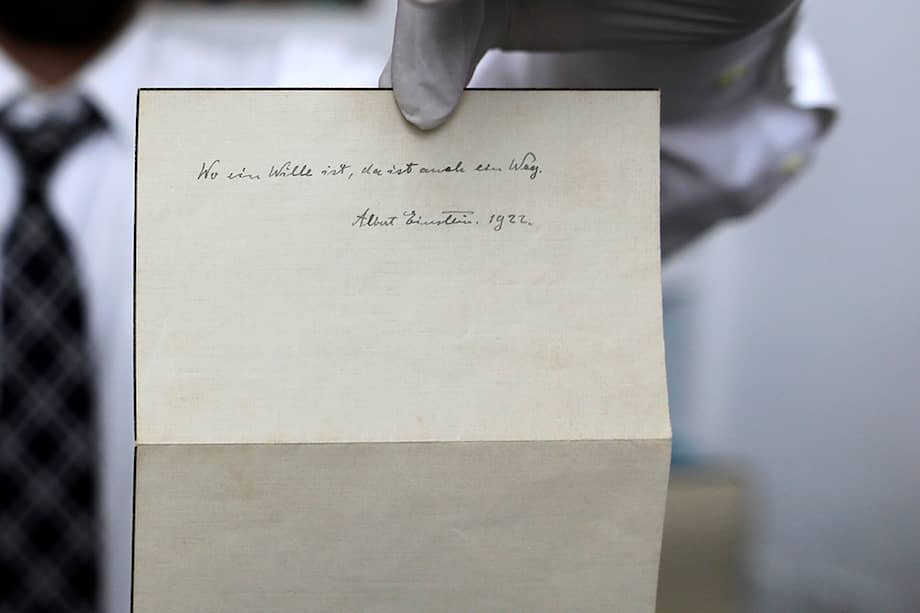 Wo ein Wille ist, da ist auch ein Weg.
Albert Einstein. 1922.